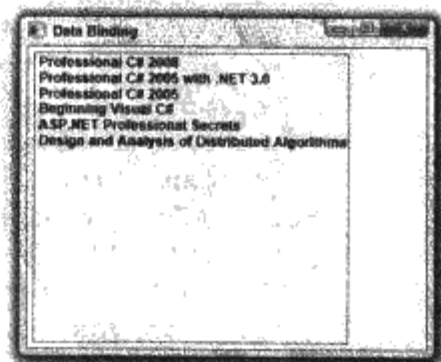 Data Binding
Professional C# 2008
Professional C# 2005 with .NET 3.0
Professional C# 2005
Beginning Visual C#
ASP.NET Professional Secrets
Design and Analysis of Distributed Algorithms